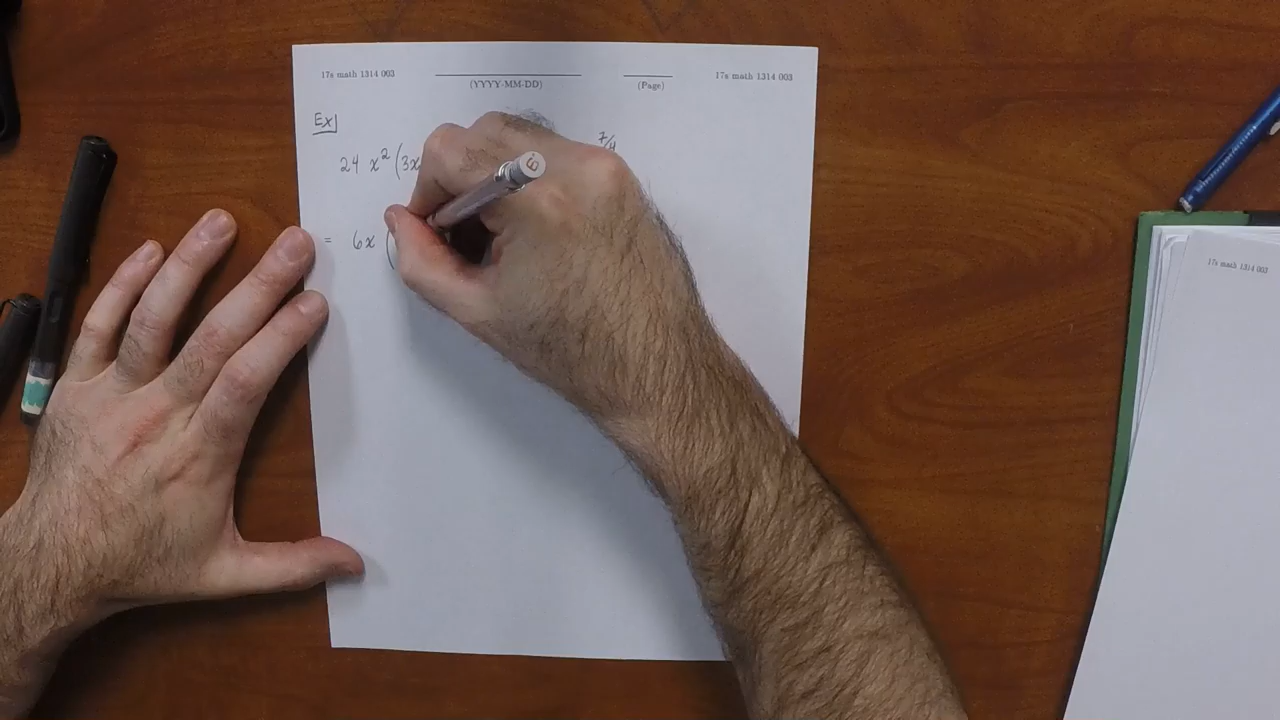 17s math 1314 003 (YYYY-MM-DD) (Page) 17s math 1314 003
Ex
24 x² (3x 7/4
= 6x (
17s math 1314 003